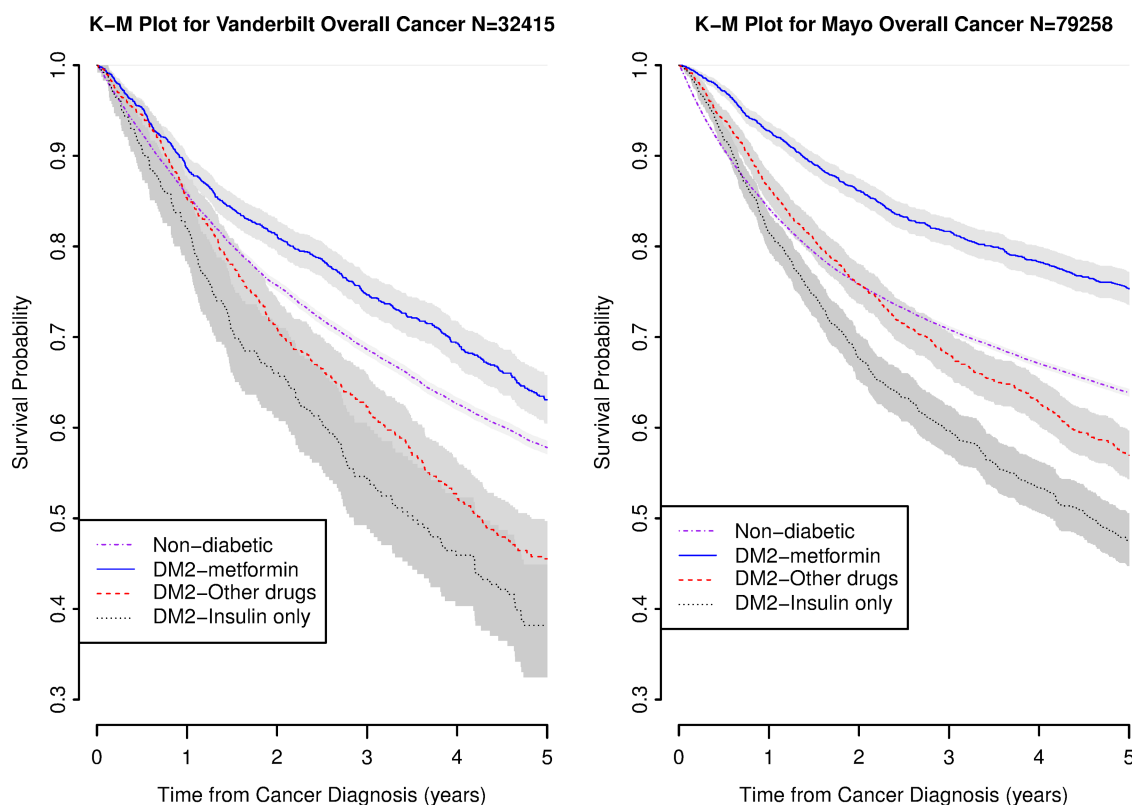 K−M Plot for Vanderbilt Overall Cancer N=32415
Survival Probability
1.0
0.9
0.8
0.7
0.6
0.5
0.4
0.3
Non−diabetic
DM2−metformin
DM2−Other drugs
DM2−Insulin only
0 1 2 3 4 5
Time from Cancer Diagnosis (years)
K−M Plot for Mayo Overall Cancer N=79258
Survival Probability
1.0
0.9
0.8
0.7
0.6
0.5
0.4
0.3
Non−diabetic
DM2−metformin
DM2−Other drugs
DM2−Insulin only
0 1 2 3 4 5
Time from Cancer Diagnosis (years)